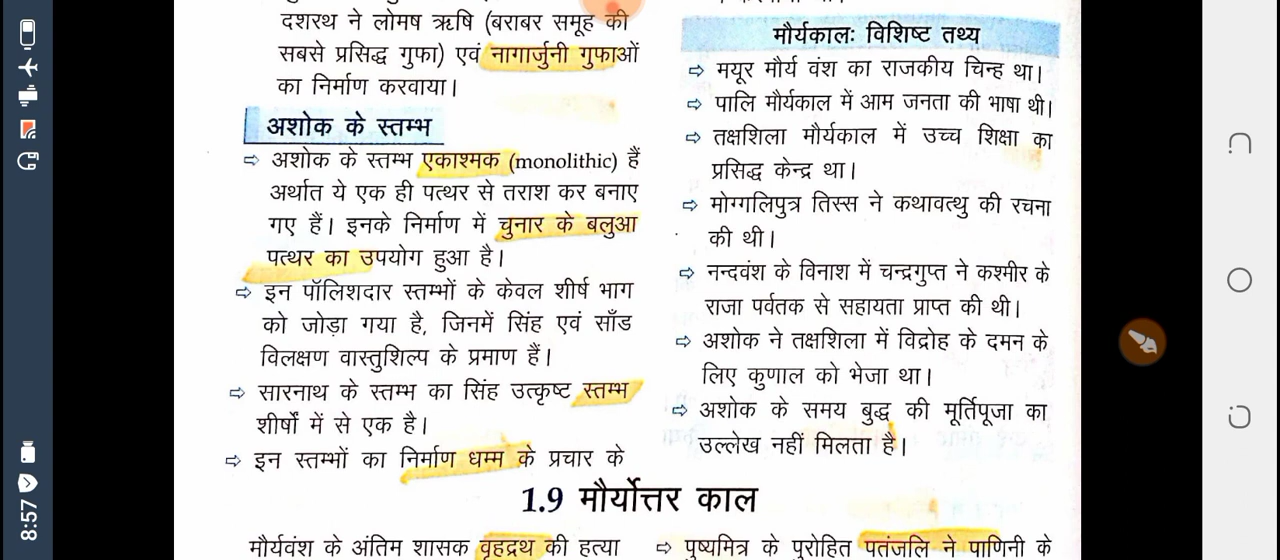 दशरथ ने लोमष ऋषि (बराबर समूह की
सबसे प्रसिद्ध गुफा) एवं नागार्जुनी गुफाओं
का निर्माण करवाया।
अशोक के स्तम्भ
⇨ अशोक के स्तम्भ एकाश्मक (monolithic) हैं
अर्थात ये एक ही पत्थर से तराश कर बनाए
गए हैं। इनके निर्माण में चुनार के बलुआ
पत्थर का उपयोग हुआ है।
⇨ इन पॉलिशदार स्तम्भों के केवल शीर्ष भाग
को जोड़ा गया है, जिनमें सिंह एवं साँड
विलक्षण वास्तुशिल्प के प्रमाण हैं।
⇨ सारनाथ के स्तम्भ का सिंह उत्कृष्ट स्तम्भ
शीर्षों में से एक है।
⇨ इन स्तम्भों का निर्माण धम्म के प्रचार के
मौर्यकालः विशिष्ट तथ्य
⇨ मयूर मौर्य वंश का राजकीय चिन्ह था।
⇨ पालि मौर्यकाल में आम जनता की भाषा थी।
⇨ तक्षशिला मौर्यकाल में उच्च शिक्षा का
प्रसिद्ध केन्द्र था।
⇨ मोग्गलिपुत्र तिस्स ने कथावत्थु की रचना
की थी।
⇨ नन्दवंश के विनाश में चन्द्रगुप्त ने कश्मीर के
राजा पर्वतक से सहायता प्राप्त की थी।
⇨ अशोक ने तक्षशिला में विद्रोह के दमन के
लिए कुणाल को भेजा था।
⇨ अशोक के समय बुद्ध की मूर्तिपूजा का
उल्लेख नहीं मिलता है।
1.9 मौर्योत्तर काल
मौर्यवंश के अंतिम शासक वृहद्रथ की हत्या
⇨ पुष्यमित्र के पुरोहित पतंजलि ने पाणिनी के
8:57